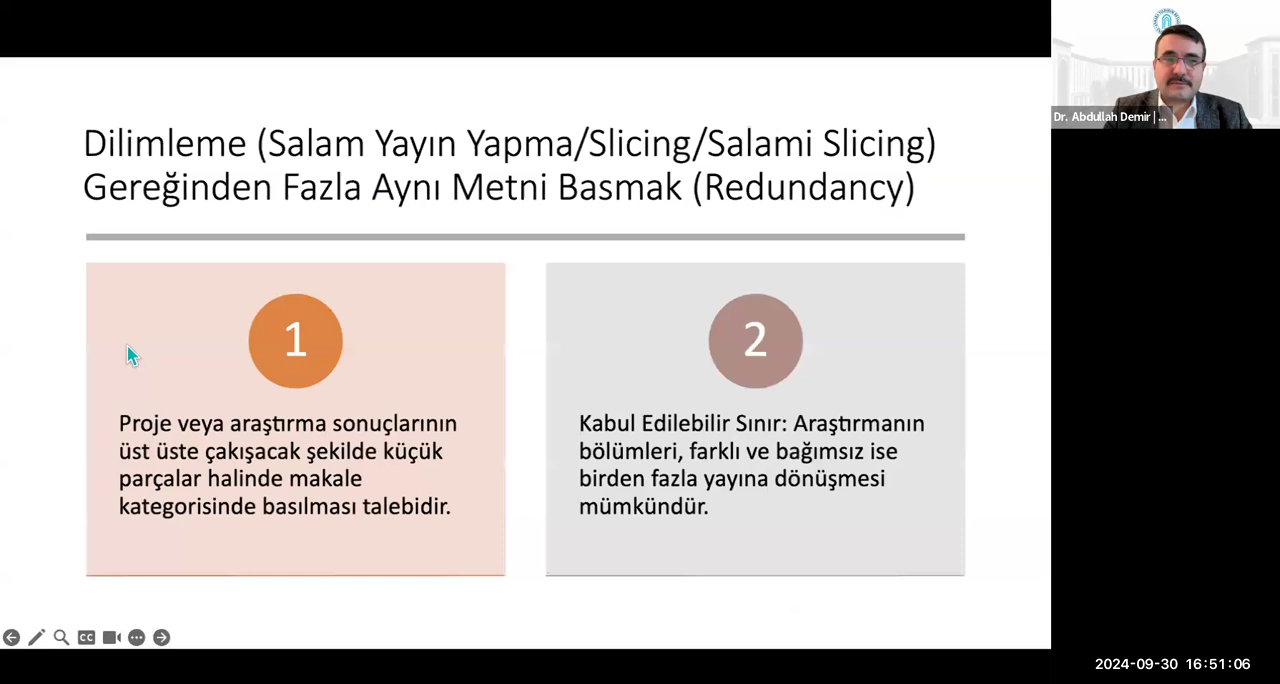 Dilimleme (Salam Yayın Yapma/Slicing/Salami Slicing)
Gereğinden Fazla Aynı Metni Basmak (Redundancy)
1
Proje veya araştırma sonuçlarının
üst üste çakışacak şekilde küçük
parçalar halinde makale
kategorisinde basılması talebidir.
2
Kabul Edilebilir Sınır: Araştırmanın
bölümleri, farklı ve bağımsız ise
birden fazla yayına dönüşmesi
mümkündür.
Dr. Abdullah Demir | ...
CC
2024-09-30 16:51:06